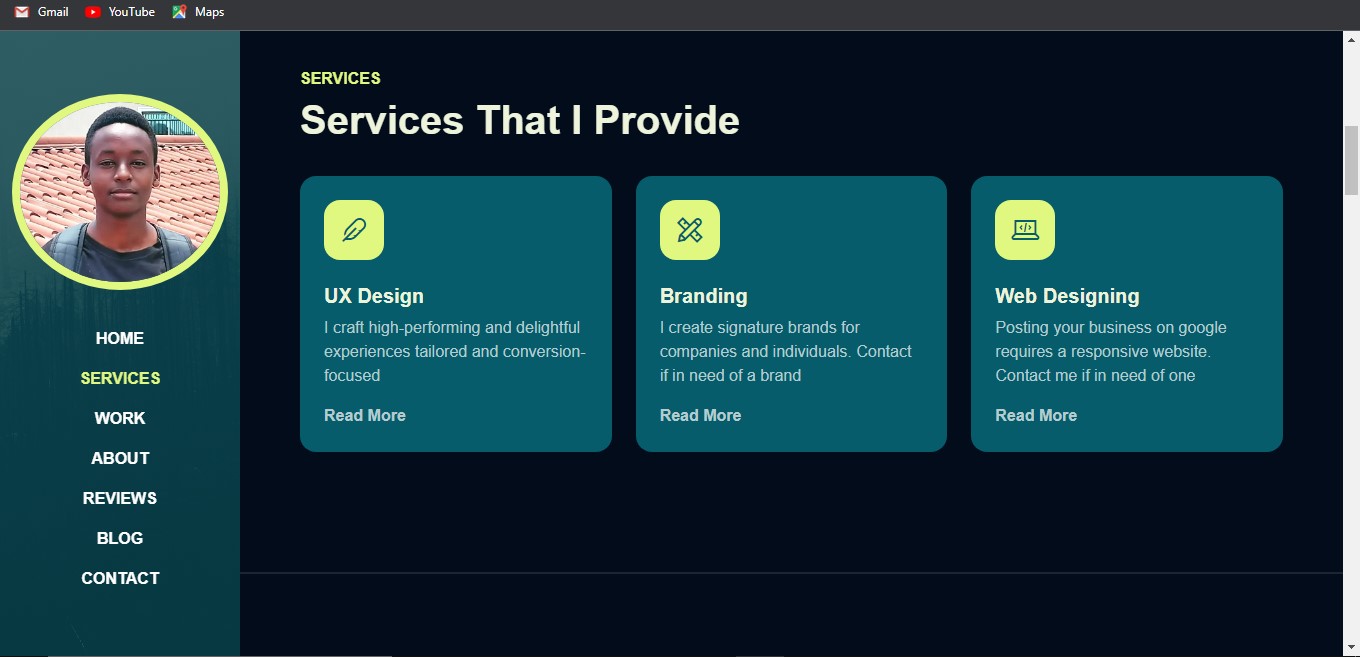 Gmail YouTube Maps
HOME
SERVICES
WORK
ABOUT
REVIEWS
BLOG
CONTACT
SERVICES
Services That I Provide
UX Design
I craft high-performing and delightful
experiences tailored and conversion-
focused
Read More
Branding
I create signature brands for
companies and individuals. Contact
if in need of a brand
Read More
Web Designing
Posting your business on google
requires a responsive website.
Contact me if in need of one
Read More